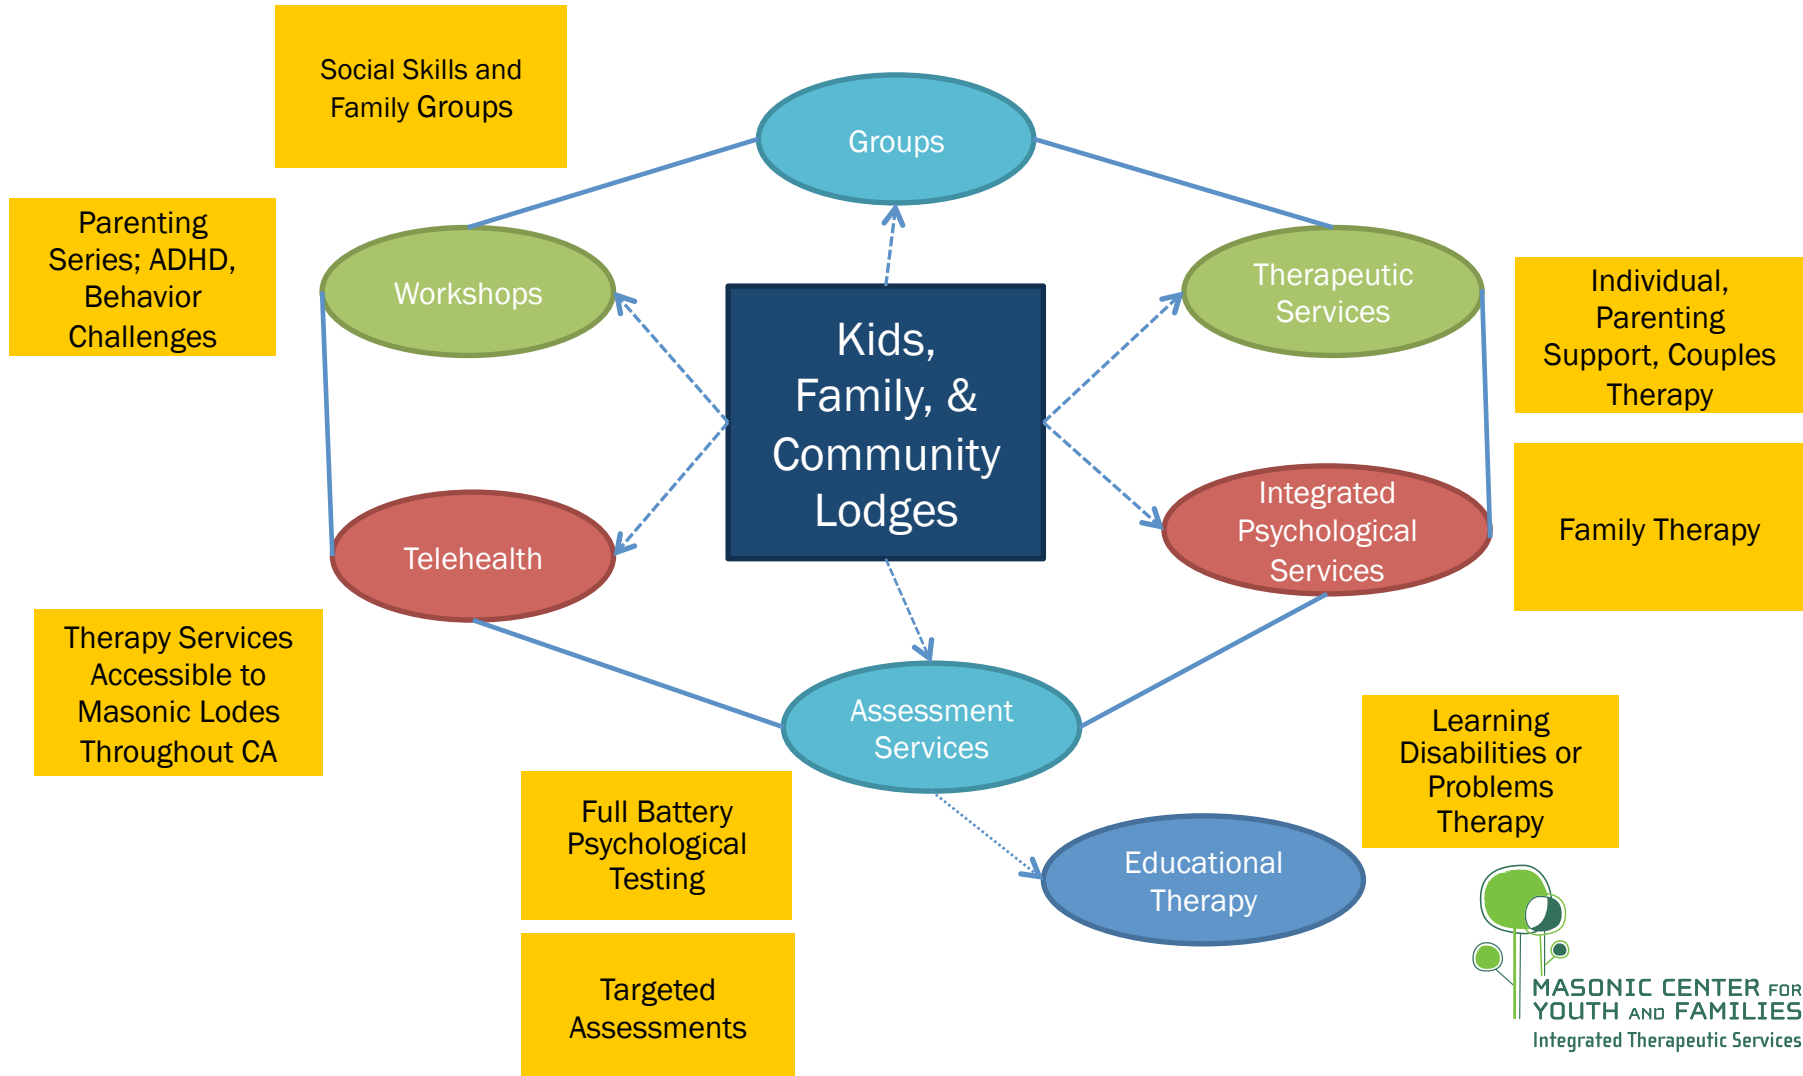 Social Skills and
Family Groups
Groups
Parenting
Series; ADHD,
Behavior
Challenges
Workshops
Therapeutic
Services
Individual,
Parenting
Support, Couples
Therapy
Kids,
Family, &
Community
Lodges
Telehealth
Integrated
Psychological
Services
Family Therapy
Therapy Services
Accessible to
Masonic Lodes
Throughout CA
Assessment
Services
Learning
Disabilities or
Problems
Therapy
Full Battery
Psychological
Testing
Educational
Therapy
Targeted
Assessments
MASONIC CENTER FOR
YOUTH AND FAMILIES
Integrated Therapeutic Services